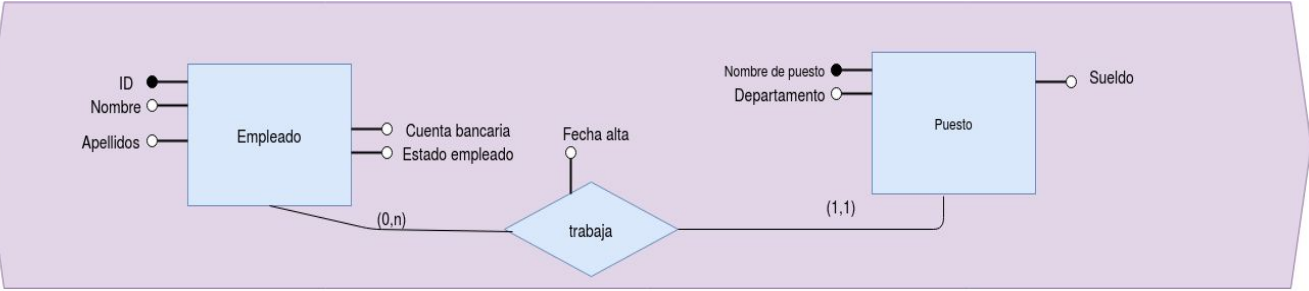 ID
Nombre
Apellidos
Empleado
Cuenta bancaria
Estado empleado
(0,n)
Fecha alta
trabaja
(1,1)
Nombre de puesto
Departamento
Puesto
Sueldo